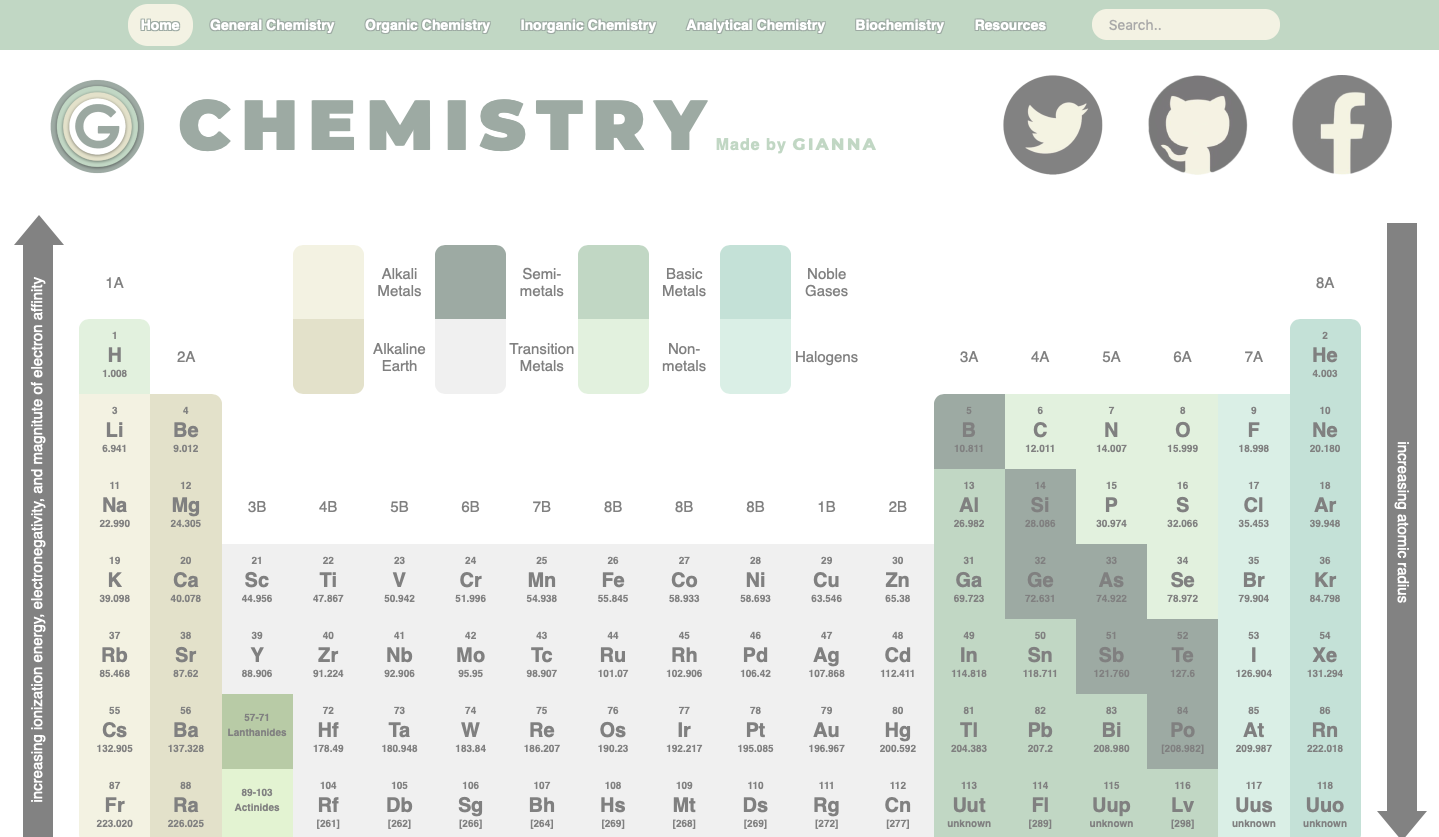 Home General Chemistry Organic Chemistry Inorganic Chemistry Analytical Chemistry Biochemistry Resources Search..
G CHEMISTRY Made by GIANNA
increasing ionization energy, electronegativity, and magnitude of electron affinity
increasing atomic radius
1A Alkali Semi- Basic Noble 8A
Metals metals Metals Gases
1 2
H 2A Alkaline Transition Non- Halogens 3A 4A 5A 6A 7A He
1.008 Earth Metals metals 4.003
3 4 5 6 7 8 9 10
Li Be B C N O F Ne
6.941 9.012 10.811 12.011 14.007 15.999 18.998 20.180
11 12 13 14 15 16 17 18
Na Mg 3B 4B 5B 6B 7B 8B 8B 8B 1B 2B Al Si P S Cl Ar
22.990 24.305 26.982 28.086 30.974 32.066 35.453 39.948
19 20 21 22 23 24 25 26 27 28 29 30 31 32 33 34 35 36
K Ca Sc Ti V Cr Mn Fe Co Ni Cu Zn Ga Ge As Se Br Kr
39.098 40.078 44.956 47.867 50.942 51.996 54.938 55.845 58.933 58.693 63.546 65.38 69.723 72.631 74.922 78.972 79.904 84.798
37 38 39 40 41 42 43 44 45 46 47 48 49 50 51 52 53 54
Rb Sr Y Zr Nb Mo Tc Ru Rh Pd Ag Cd In Sn Sb Te I Xe
85.468 87.62 88.906 91.224 92.906 95.95 98.907 101.07 102.906 106.42 107.868 112.411 114.818 118.711 121.760 127.6 126.904 131.294
55 56 57-71 72 73 74 75 76 77 78 79 80 81 82 83 84 85 86
Cs Ba Lanthanides Hf Ta W Re Os Ir Pt Au Hg Tl Pb Bi Po At Rn
132.905 137.328 178.49 180.948 183.84 186.207 190.23 192.217 195.085 196.967 200.592 204.383 207.2 208.980 [208.982] 209.987 222.018
87 88 89-103 104 105 106 107 108 109 110 111 112 113 114 115 116 117 118
Fr Ra Actinides Rf Db Sg Bh Hs Mt Ds Rg Cn Uut Fl Uup Lv Uus Uuo
223.020 226.025 [261] [262] [266] [264] [269] [268] [269] [272] [277] unknown [289] unknown [298] unknown unknown